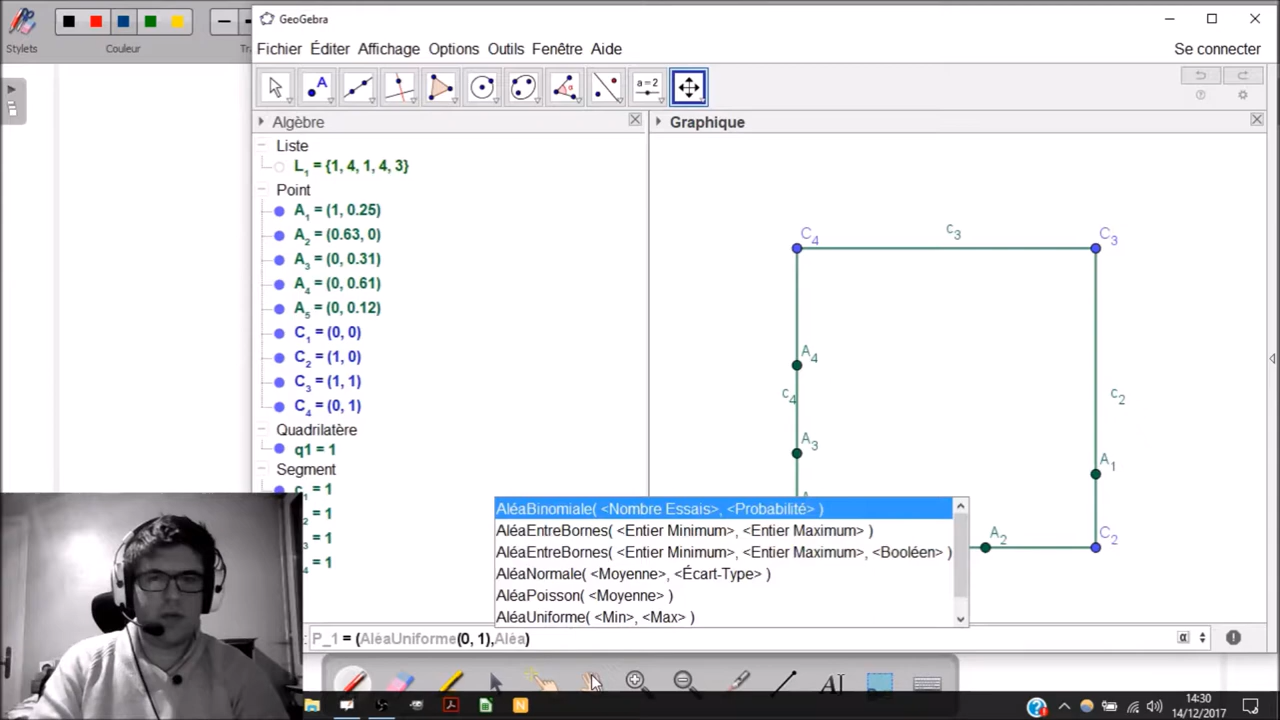 GeoGebra
Fichier Éditer Affichage Options Outils Fenêtre Aide Se connecter
Stylets Couleur
A a=2
Algèbre Graphique
Liste
L₁ = {1, 4, 1, 4, 3}
Point
A₁ = (1, 0.25)
A₂ = (0.63, 0)
A₃ = (0, 0.31)
A₄ = (0, 0.61)
A₅ = (0, 0.12)
C₁ = (0, 0)
C₂ = (1, 0)
C₃ = (1, 1)
C₄ = (0, 1)
Quadrilatère
q1 = 1
Segment
= 1
= 1
= 1
= 1
C₄ c₃ C₃
A₄
c₄ c₂
A₃
A₁
A₂ C₂
AléaBinomiale( <Nombre Essais>, <Probabilité> )
AléaEntreBornes( <Entier Minimum>, <Entier Maximum> )
AléaEntreBornes( <Entier Minimum>, <Entier Maximum>, <Booléen> )
AléaNormale( <Moyenne>, <Écart-Type> )
AléaPoisson( <Moyenne> )
AléaUniforme( <Min>, <Max> )
P_1 = (AléaUniforme(0, 1),Aléa) α
14:30
14/12/2017